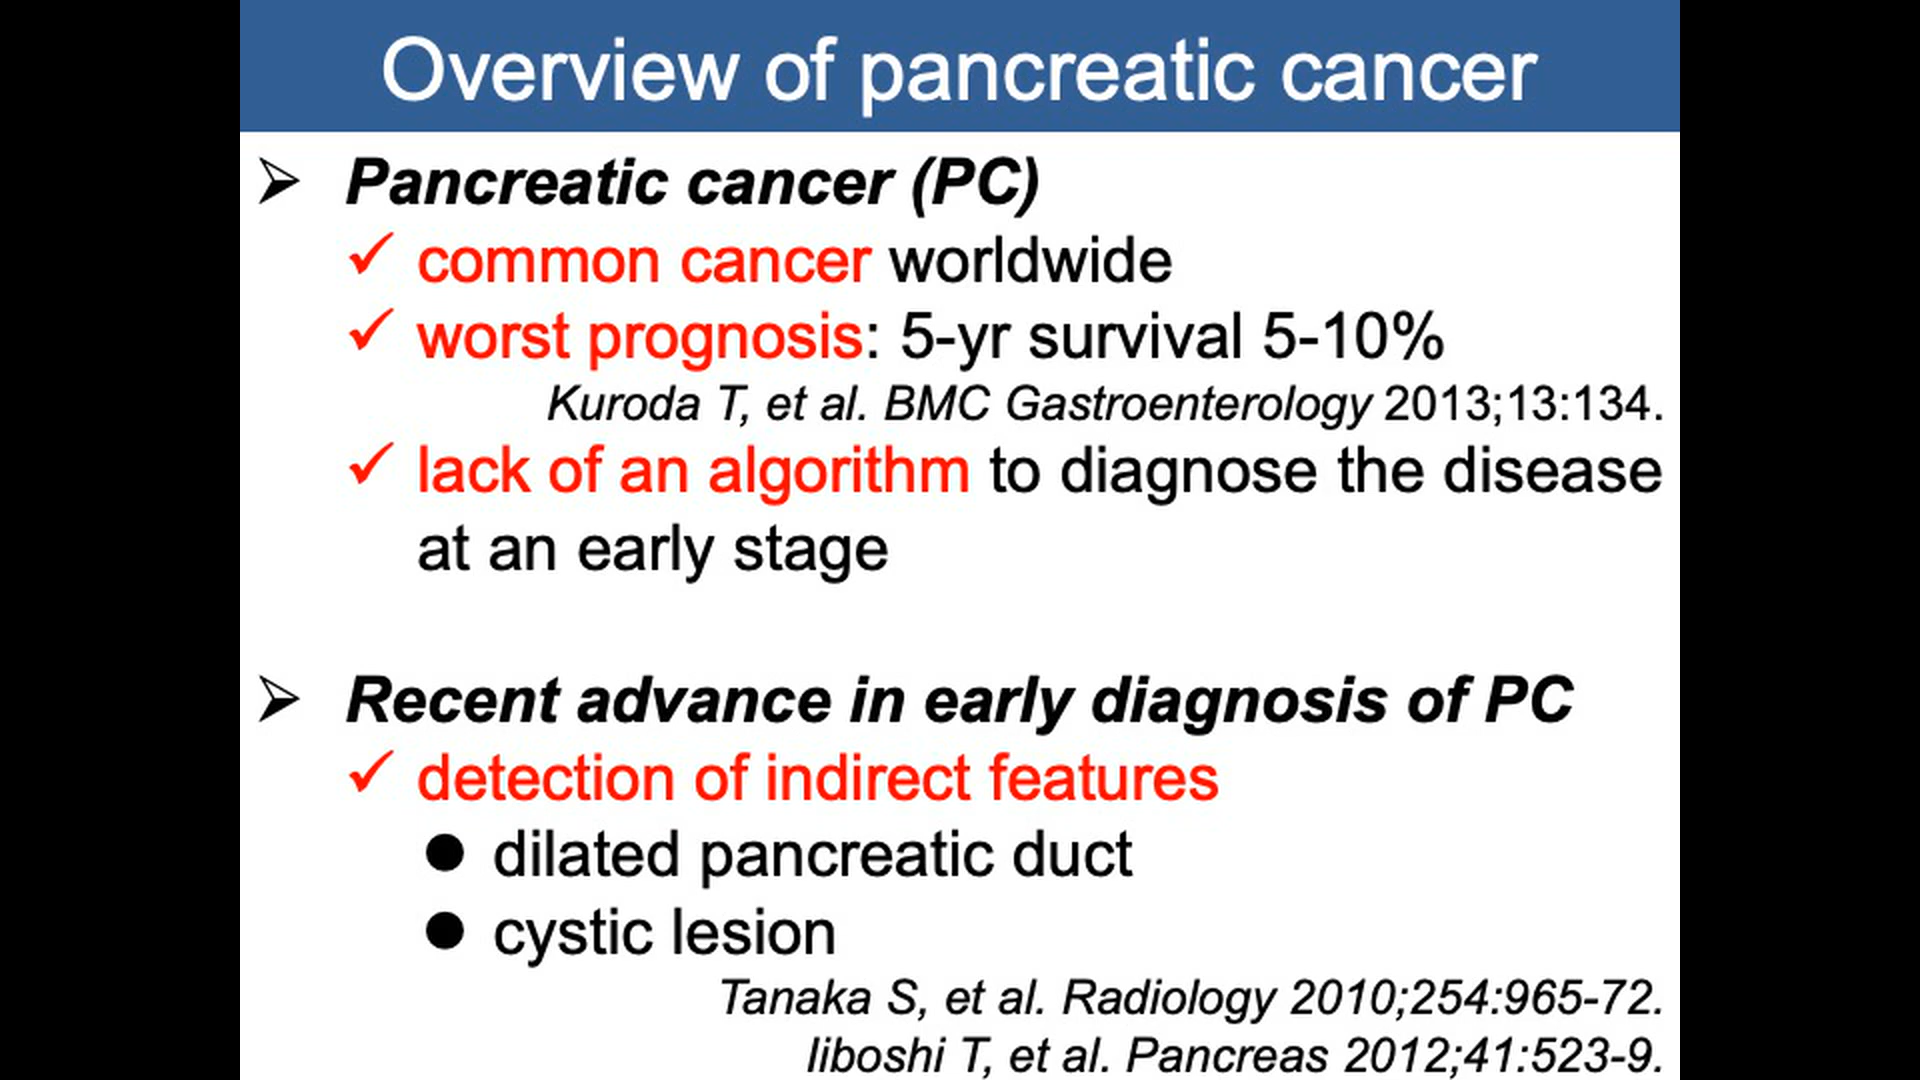 Overview of pancreatic cancer
➢ Pancreatic cancer (PC)
✓ common cancer worldwide
✓ worst prognosis: 5-yr survival 5-10%
Kuroda T, et al. BMC Gastroenterology 2013;13:134.
✓ lack of an algorithm to diagnose the disease
at an early stage
➢ Recent advance in early diagnosis of PC
✓ detection of indirect features
● dilated pancreatic duct
● cystic lesion
Tanaka S, et al. Radiology 2010;254:965-72.
Iiboshi T, et al. Pancreas 2012;41:523-9.